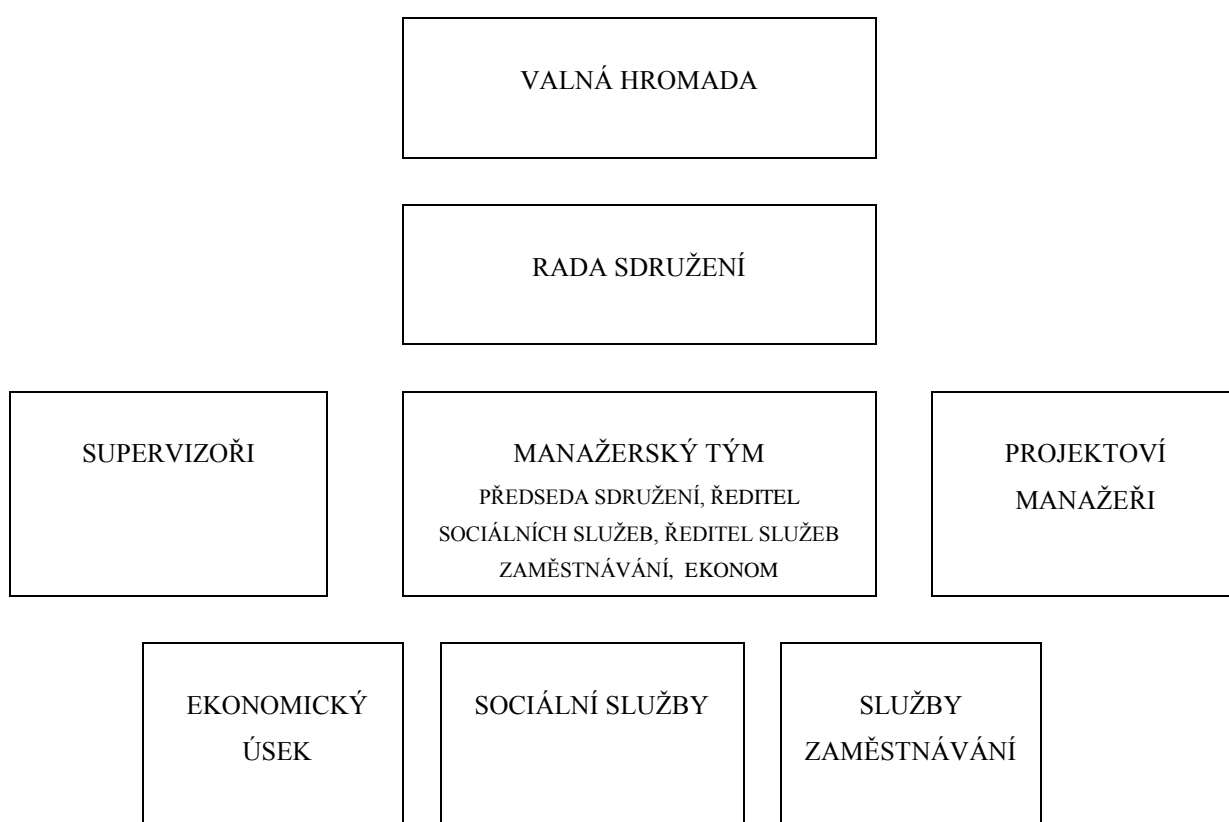 VALNÁ HROMADA
RADA SDRUŽENÍ
SUPERVIZOŘI
MANAŽERSKÝ TÝM
PŘEDSEDA SDRUŽENÍ, ŘEDITEL
SOCIÁLNÍCH SLUŽEB, ŘEDITEL SLUŽEB
ZAMĚSTNÁVÁNÍ, EKONOM
PROJEKTOVÍ
MANAŽEŘI
EKONOMICKÝ
ÚSEK
SOCIÁLNÍ SLUŽBY
SLUŽBY
ZAMĚSTNÁVÁNÍ